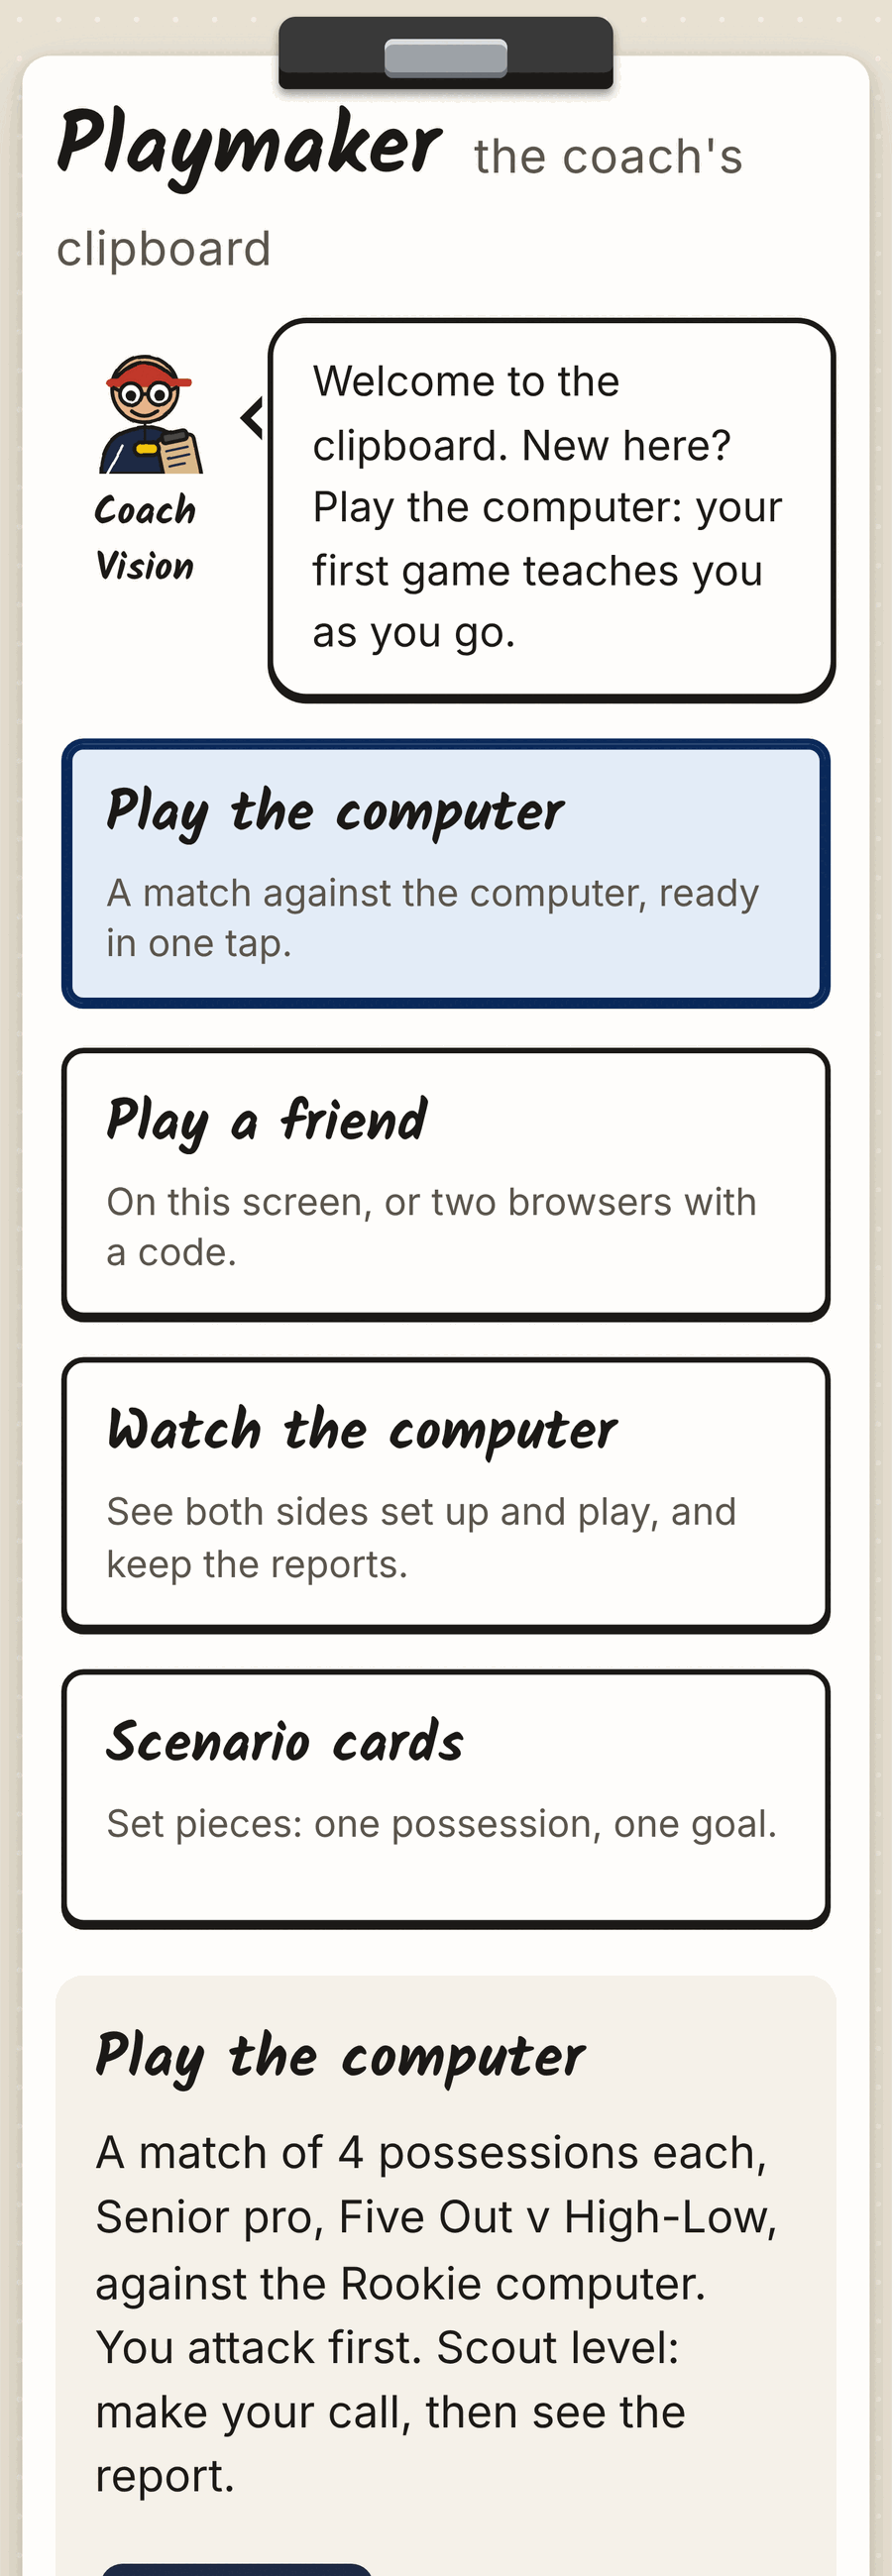 Playmaker the coach's
clipboard
Welcome to the
clipboard. New here?
Play the computer: your
first game teaches you
as you go.
Coach
Vision
Play the computer
A match against the computer, ready
in one tap.
Play a friend
On this screen, or two browsers with
a code.
Watch the computer
See both sides set up and play, and
keep the reports.
Scenario cards
Set pieces: one possession, one goal.
Play the computer
A match of 4 possessions each,
Senior pro, Five Out v High-Low,
against the Rookie computer.
You attack first. Scout level:
make your call, then see the
report.